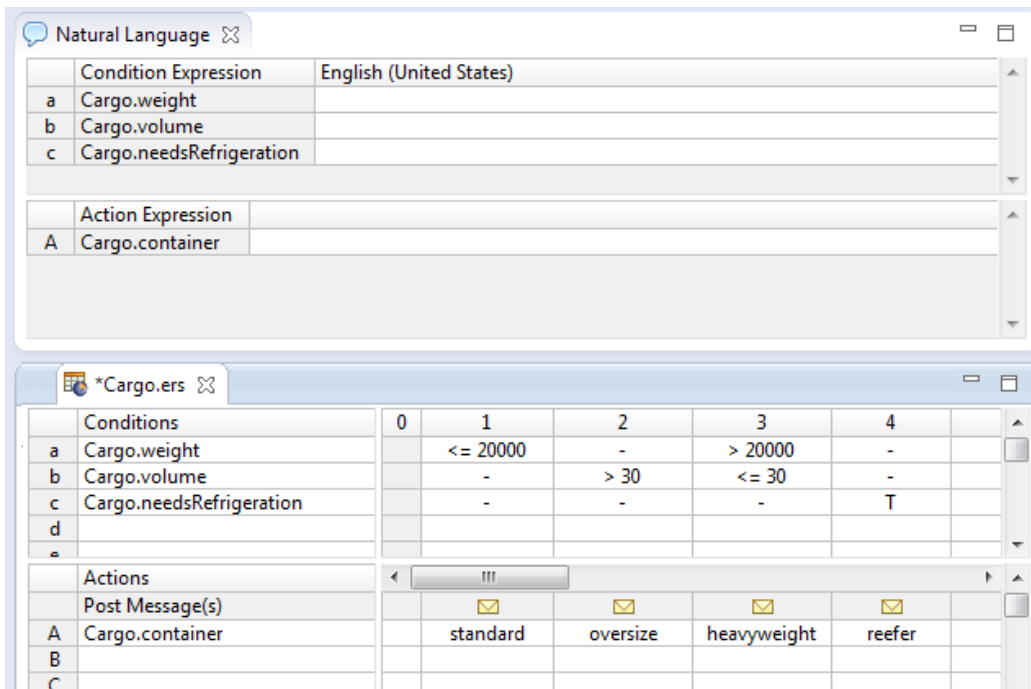 Natural Language
Condition Expression English (United States)
a Cargo.weight
b Cargo.volume
c Cargo.needsRefrigeration
Action Expression
A Cargo.container
*Cargo.ers
Conditions 0 1 2 3 4
a Cargo.weight <= 20000 - > 20000 -
b Cargo.volume - > 30 <= 30 -
c Cargo.needsRefrigeration - - - T
d
e
Actions
Post Message(s)
A Cargo.container standard oversize heavyweight reefer
B
C